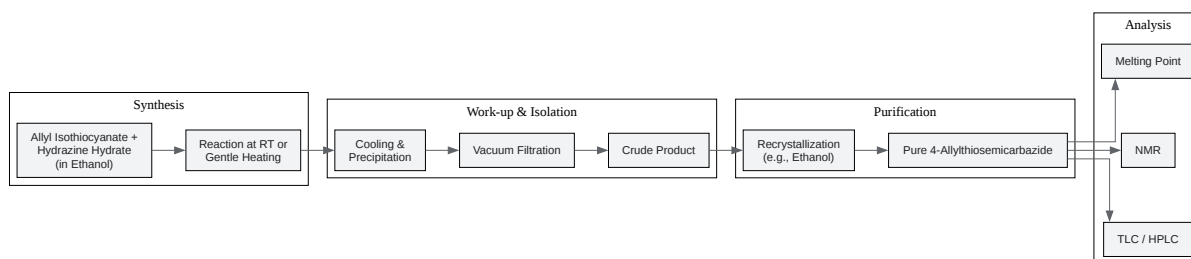 Synthesis
Allyl Isothiocyanate +
Hydrazine Hydrate
(in Ethanol)
Reaction at RT or
Gentle Heating
Work-up & Isolation
Cooling &
Precipitation
Vacuum Filtration
Crude Product
Purification
Recrystallization
(e.g., Ethanol)
Pure 4-Allylthiosemicarbazide
Analysis
Melting Point
NMR
TLC / HPLC